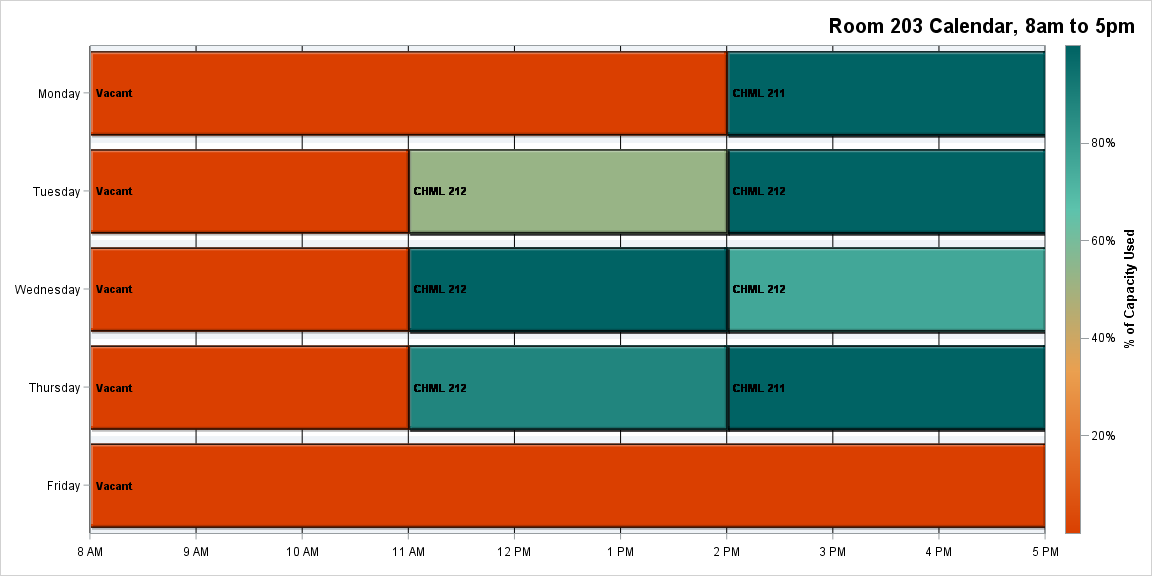 Room 203 Calendar, 8am to 5pm
Monday
Vacant
CHML 211
Tuesday
Vacant
CHML 212
CHML 212
Wednesday
Vacant
CHML 212
CHML 212
Thursday
Vacant
CHML 212
CHML 211
Friday
Vacant
8 AM
9 AM
10 AM
11 AM
12 PM
1 PM
2 PM
3 PM
4 PM
5 PM
80%
60%
40%
20%
% of Capacity Used